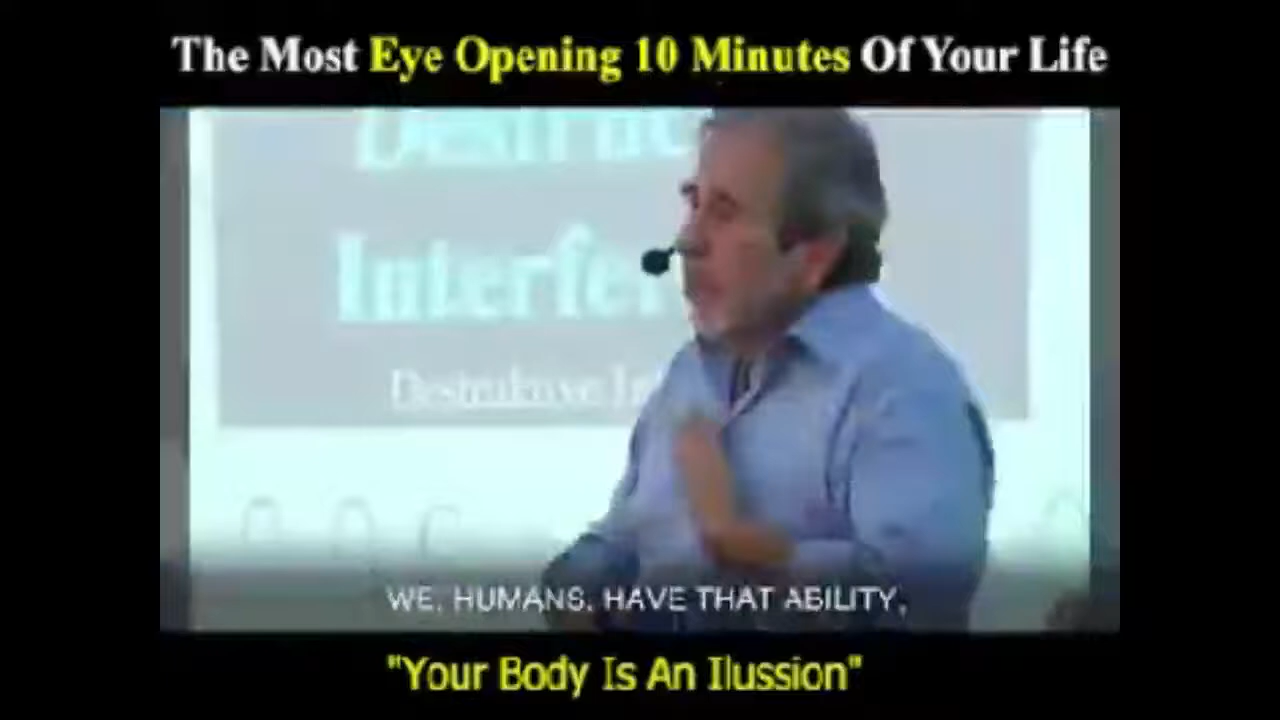 The Most Eye Opening 10 Minutes Of Your Life
Interfer
WE, HUMANS, HAVE THAT ABILITY,
"Your Body Is An Ilussion"